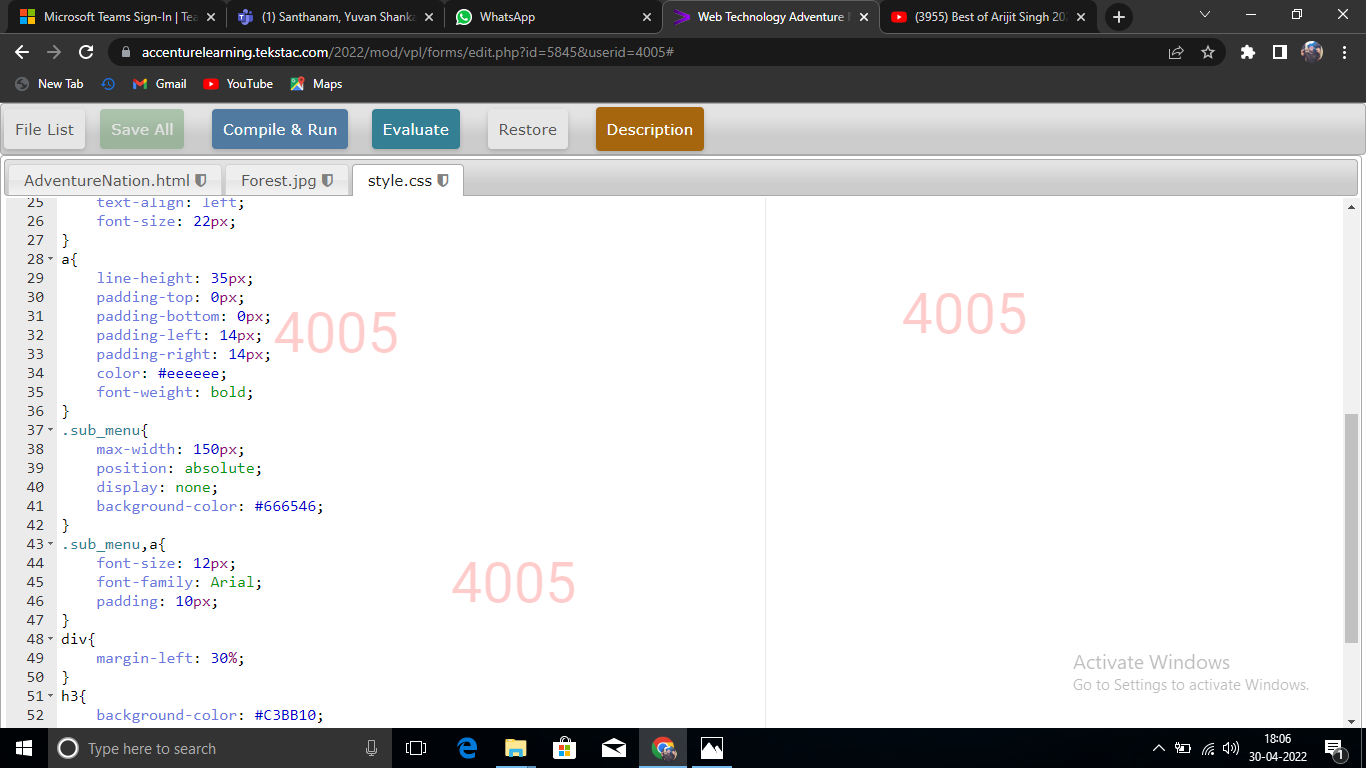 Microsoft Teams Sign-In | Tea
(1) Santhanam, Yuvan Shanka
WhatsApp
Web Technology Adventure N
(3955) Best of Arijit Singh 202
accenturelearning.tekstac.com/2022/mod/vpl/forms/edit.php?id=5845&userid=4005#
New Tab
Gmail
YouTube
Maps
File List
Save All
Compile & Run
Evaluate
Restore
Description
AdventureNation.html
Forest.jpg
style.css
25 text-align: left;
26 font-size: 22px;
27 }
28 a{
29 line-height: 35px;
30 padding-top: 0px;
31 padding-bottom: 0px;
32 padding-left: 14px;
33 padding-right: 14px;
34 color: #eeeeee;
35 font-weight: bold;
36 }
37 .sub_menu{
38 max-width: 150px;
39 position: absolute;
40 display: none;
41 background-color: #666546;
42 }
43 .sub_menu,a{
44 font-size: 12px;
45 font-family: Arial;
46 padding: 10px;
47 }
48 div{
49 margin-left: 30%;
50 }
51 h3{
52 background-color: #C3BB10;
4005
4005
4005
Activate Windows
Go to Settings to activate Windows.
Type here to search
18:06
30-04-2022
1